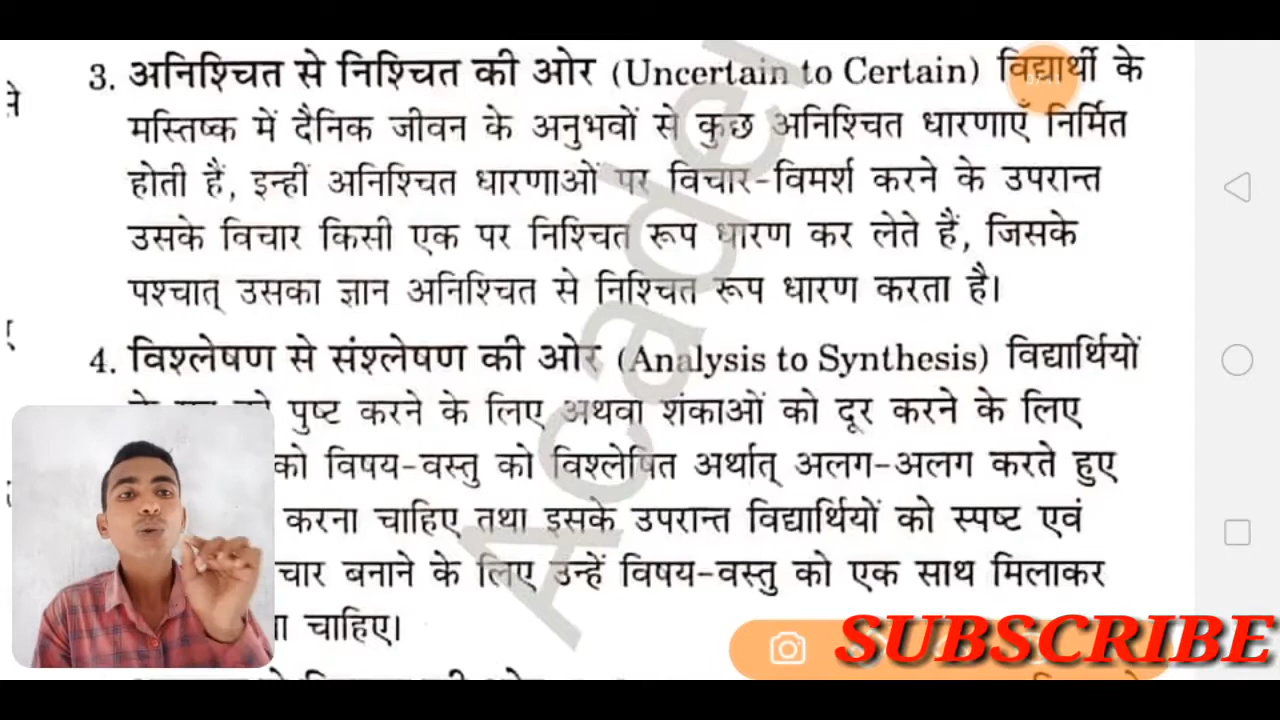 3. अनिश्चित से निश्चित की ओर (Uncertain to Certain) विद्यार्थी के
मस्तिष्क में दैनिक जीवन के अनुभवों से कुछ अनिश्चित धारणाएँ निर्मित
होती हैं, इन्हीं अनिश्चित धारणाओं पर विचार-विमर्श करने के उपरान्त
उसके विचार किसी एक पर निश्चित रूप धारण कर लेते हैं, जिसके
पश्चात् उसका ज्ञान अनिश्चित से निश्चित रूप धारण करता है।
4. विश्लेषण से संश्लेषण की ओर (Analysis to Synthesis) विद्यार्थियों
पुष्ट करने के लिए अथवा शंकाओं को दूर करने के लिए
को विषय-वस्तु को विश्लेषित अर्थात् अलग-अलग करते हुए
करना चाहिए तथा इसके उपरान्त विद्यार्थियों को स्पष्ट एवं
चार बनाने के लिए उन्हें विषय-वस्तु को एक साथ मिलाकर
चाहिए।
Acade
SUBSCRIBE